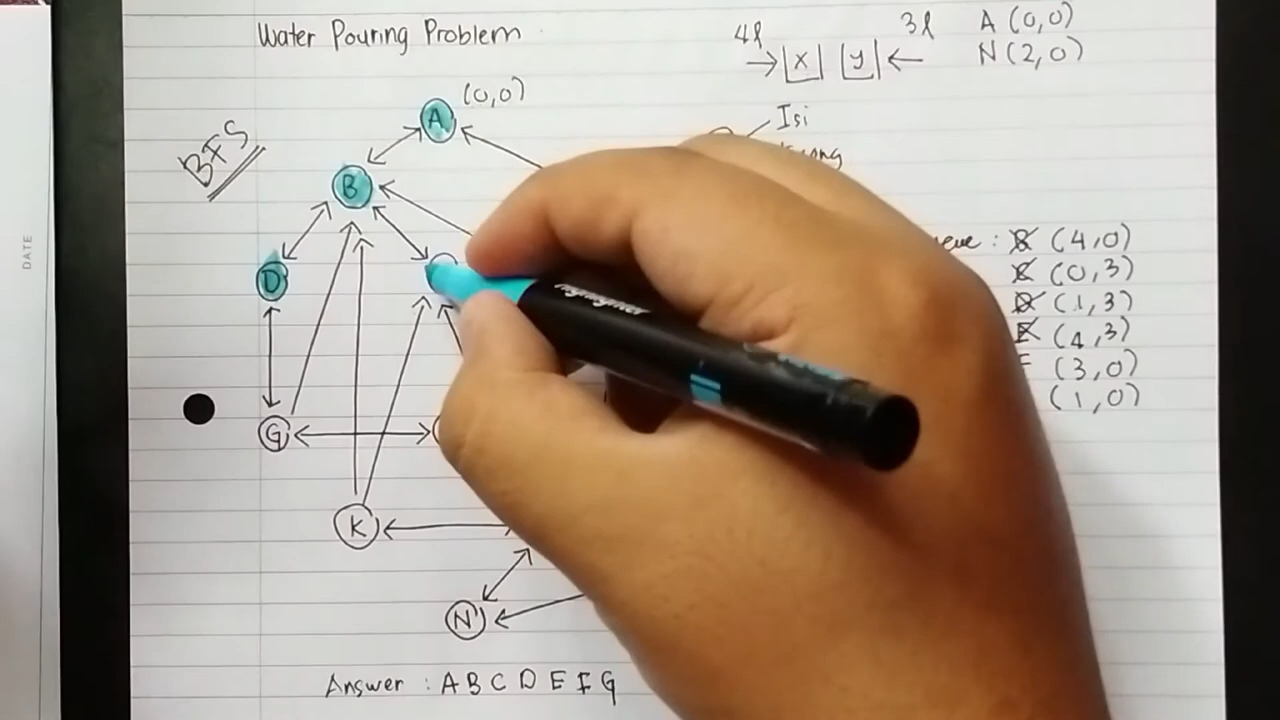 Water Pouring Problem
4l
3l
A (0,0)
x y
N (2,0)
(0,0)
A
Isi
BFS
B
DATE
B (4,0)
D
C (0,3)
D (1,3)
E (4,3)
F (3,0)
(1,0)
G
K
N
Answer : A B C D E F G